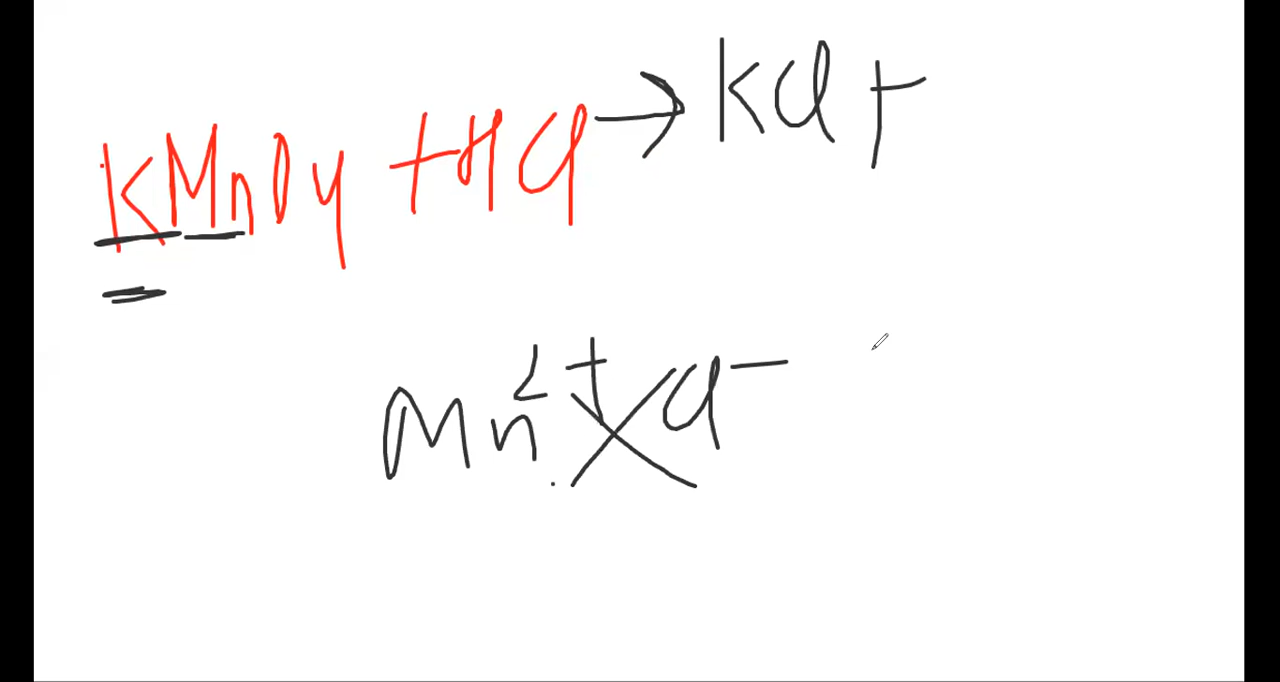 KMnO4 + HCl → KCl +
Mn2+ Cl−